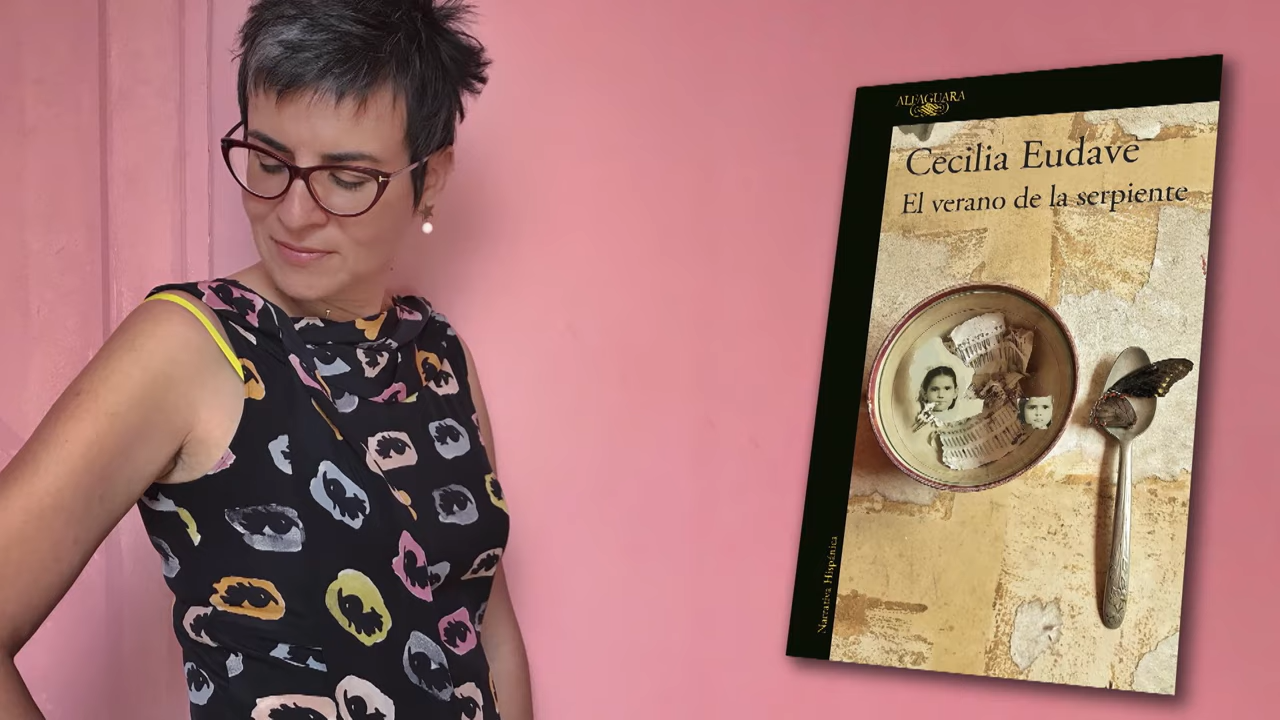 ALFAGUARA
Cecilia Eudave
El verano de la serpiente
Narrativa Hispánica